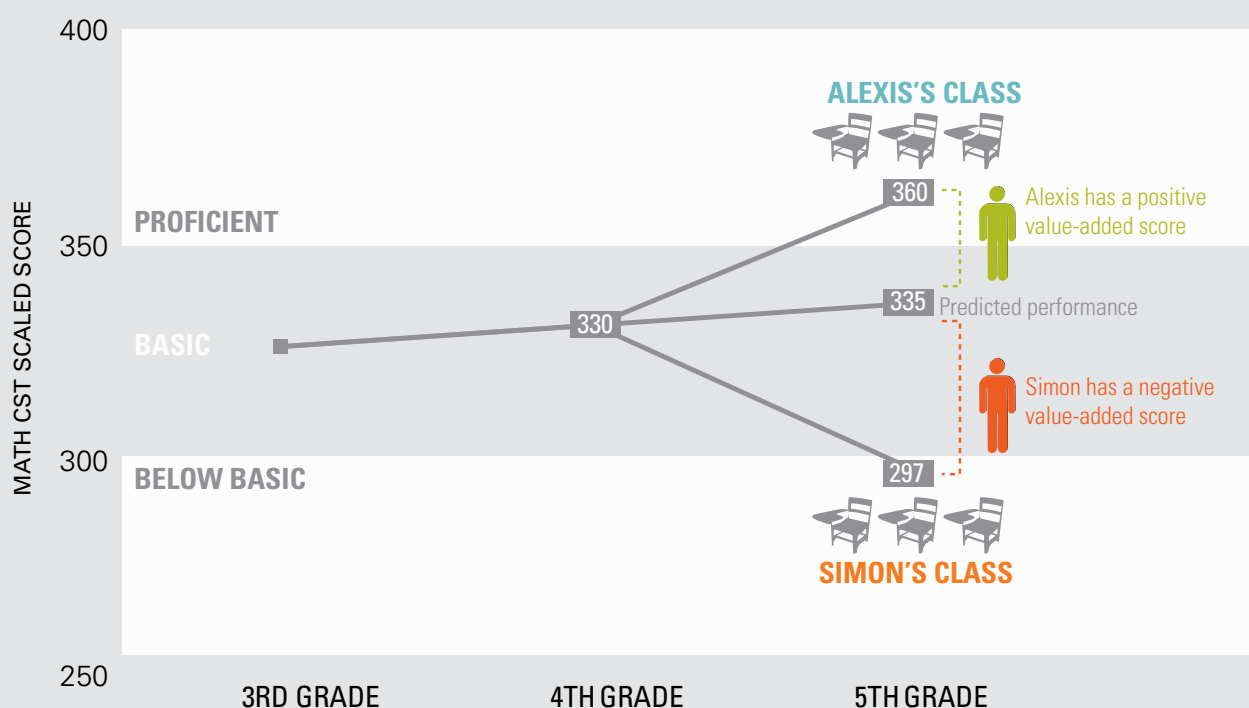 400
ALEXIS'S CLASS
360
Alexis has a positive
value-added score
PROFICIENT
350
335
Predicted performance
330
BASIC
MATH CST SCALED SCORE
Simon has a negative
value-added score
300
297
BELOW BASIC
SIMON'S CLASS
250
3RD GRADE
4TH GRADE
5TH GRADE